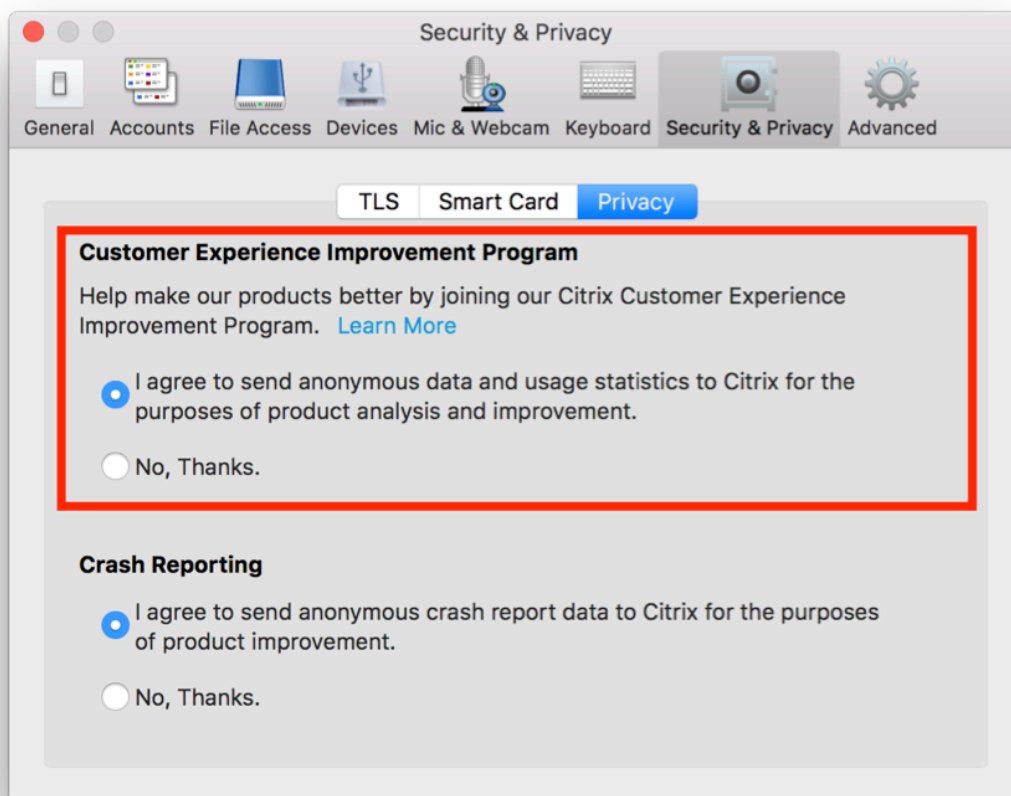 Security & Privacy
General Accounts File Access Devices Mic & Webcam Keyboard Security & Privacy Advanced
TLS Smart Card Privacy
Customer Experience Improvement Program
Help make our products better by joining our Citrix Customer Experience
Improvement Program. Learn More
I agree to send anonymous data and usage statistics to Citrix for the
purposes of product analysis and improvement.
No, Thanks.
Crash Reporting
I agree to send anonymous crash report data to Citrix for the purposes
of product improvement.
No, Thanks.